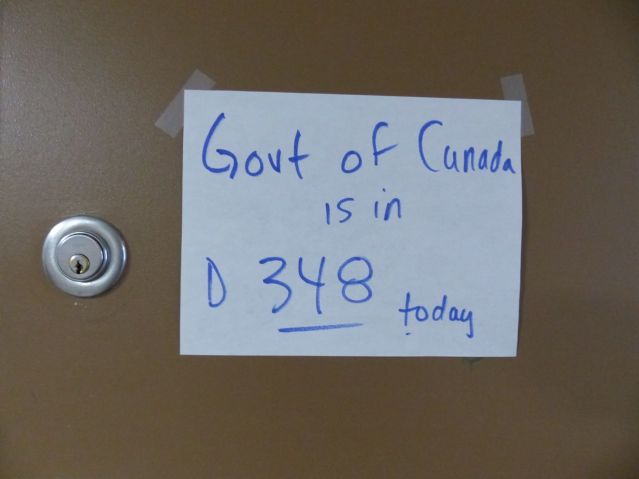 Govt of Canada
is in
D 348 today